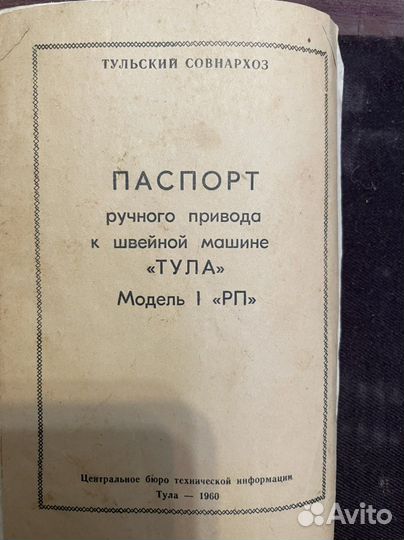 ТУЛЬСКИЙ СОВНАРХОЗ
ПАСПОРТ
ручного привода
к швейной машине
«ТУЛА»
Модель I «РП»
Центральное бюро технической информации
Тула — 1960
Avito